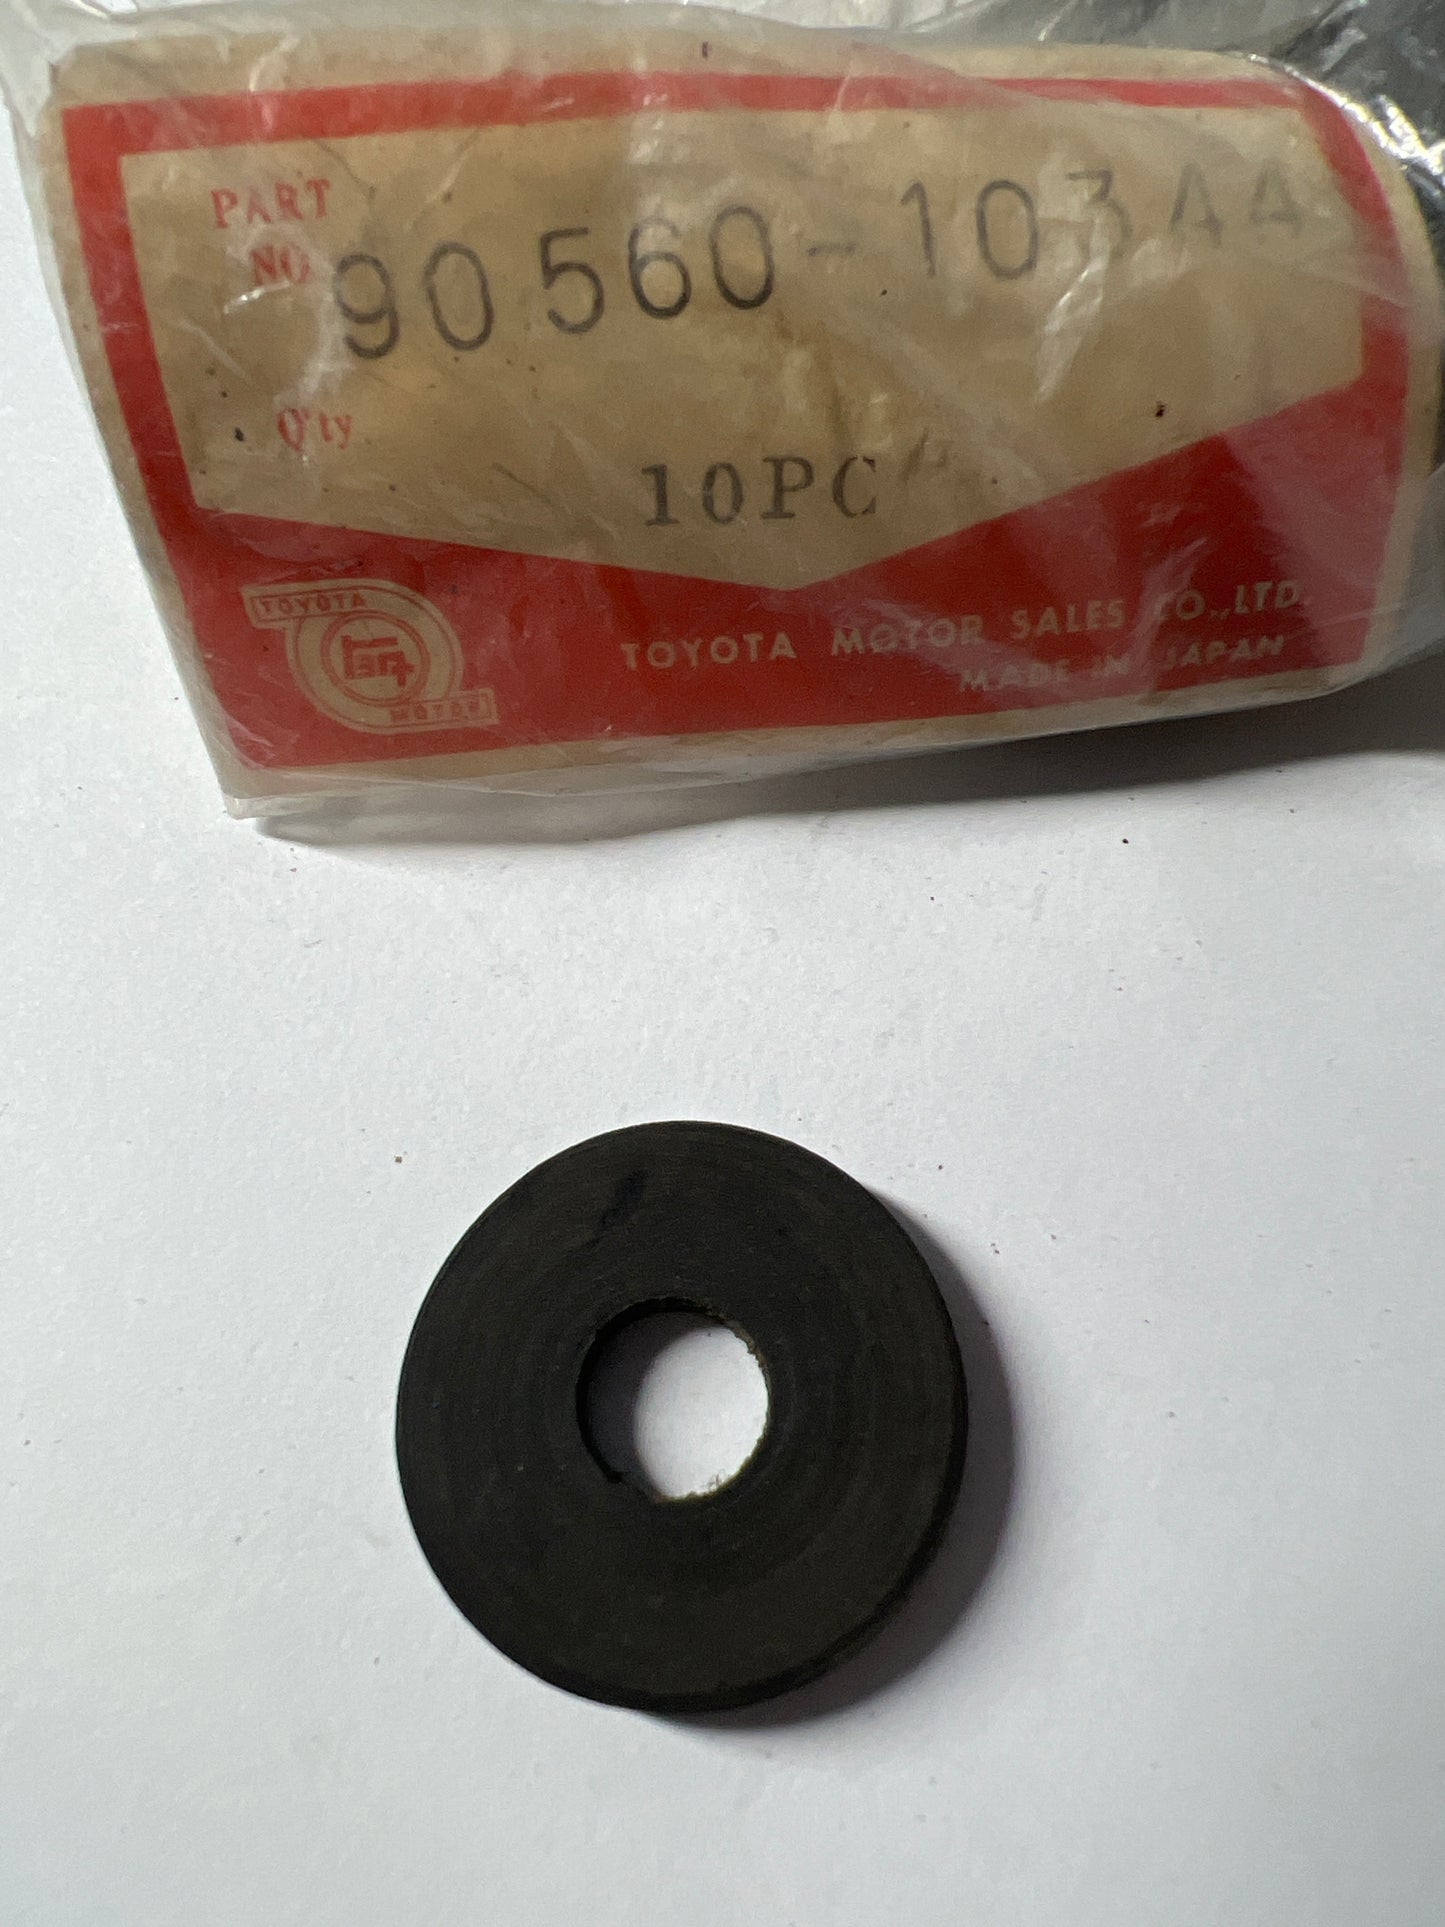 PART
NO. 90560-10344
Q'ty
10PC
TOYOTA
MOTOR
TOYOTA MOTOR SALES CO.,LTD.
MADE IN JAPAN